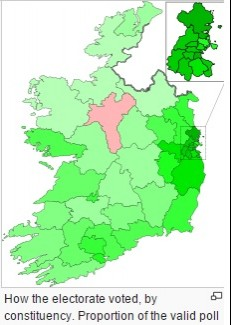 How the electorate voted, by
constituency. Proportion of the valid poll